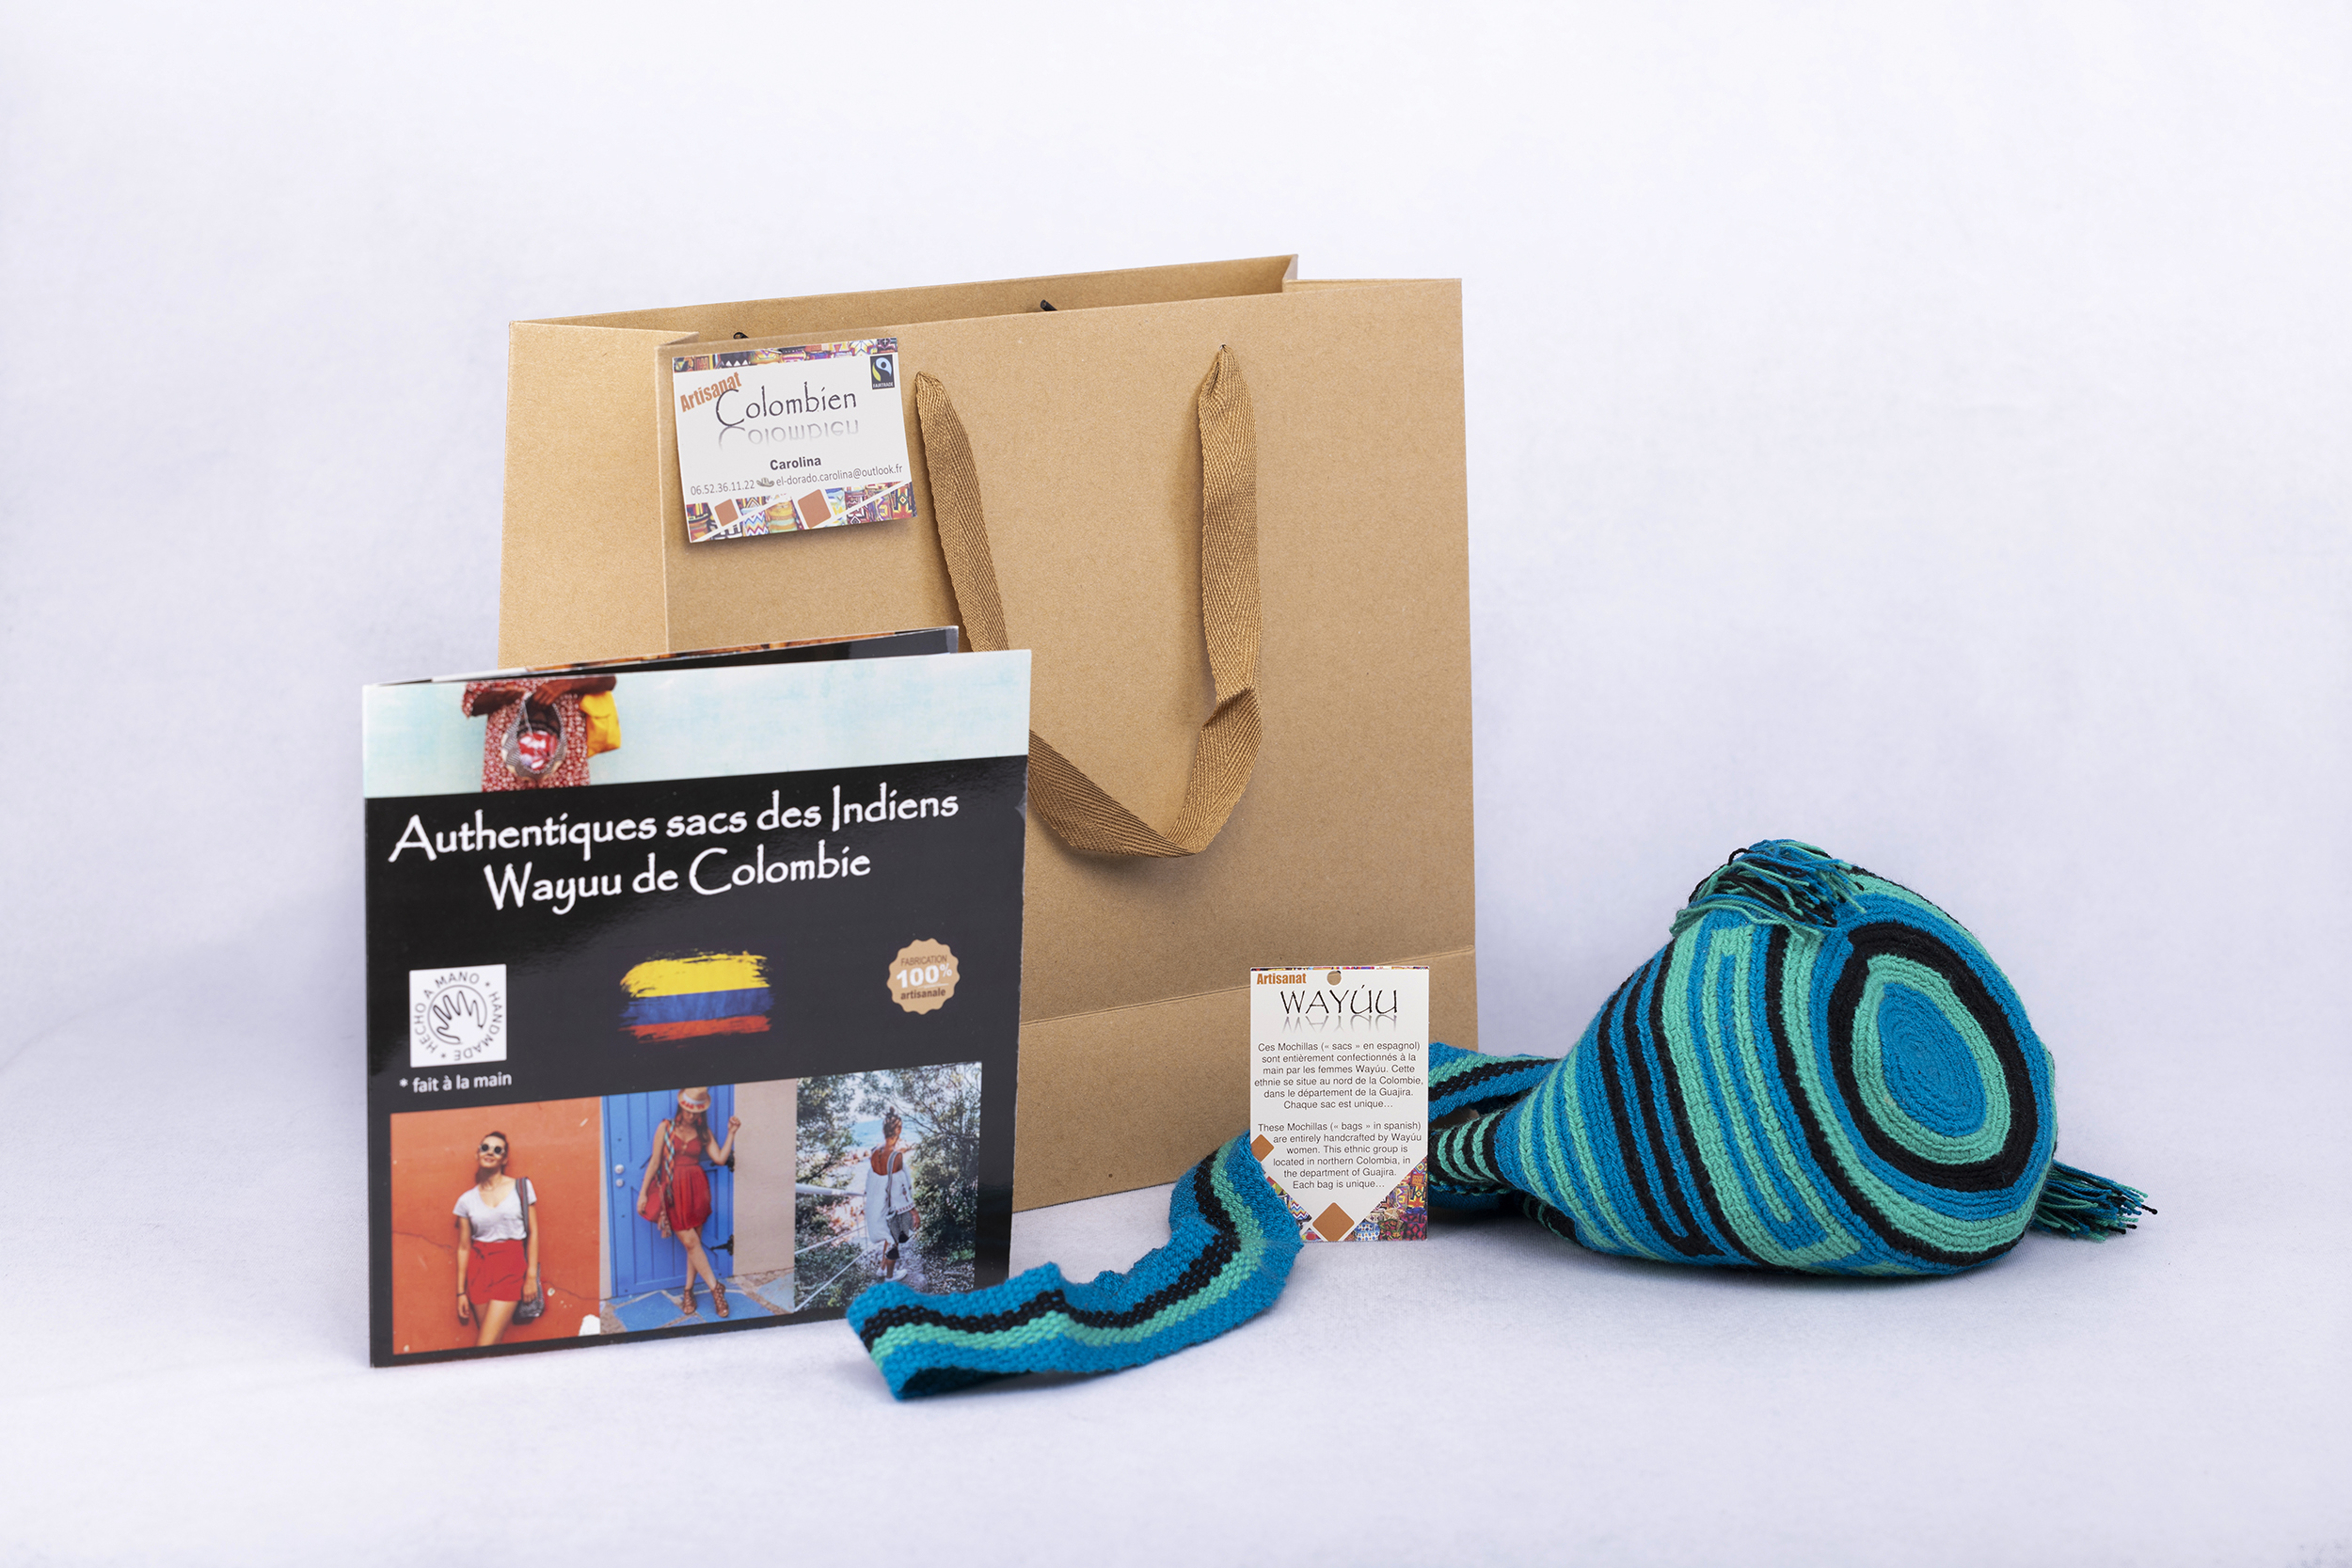 Artisanat
Colombien
FAIRTRADE
Carolina
06.52.36.11.22 el-dorado.carolina@outlook.fr
Authentiques sacs des Indiens
Wayuu de Colombie
HECHO A MANO * HANDMADE *
* fait à la main
FABRICATION
100%
artisanale
Artisanat
WAYÚU
Ces Mochillas (« sacs » en espagnol)
sont entièrement confectionnés à la
main par les femmes Wayúu. Cette
ethnie se situe au nord de la Colombie,
dans le département de la Guajira.
Chaque sac est unique...
These Mochillas (« bags » in spanish)
are entirely handcrafted by Wayúu
women. This ethnic group is
located in northern Colombia, in
the department of Guajira.
Each bag is unique...